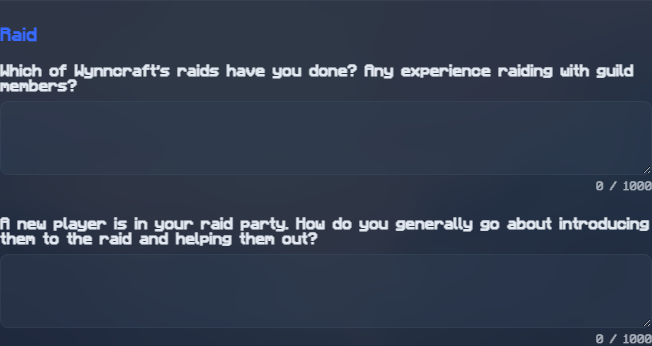 Raid
Which of Wynncraft's raids have you done? Any experience raiding with guild
members?
0 / 1000
A new player is in your raid party. How do you generally go about introducing
them to the raid and helping them out?
0 / 1000